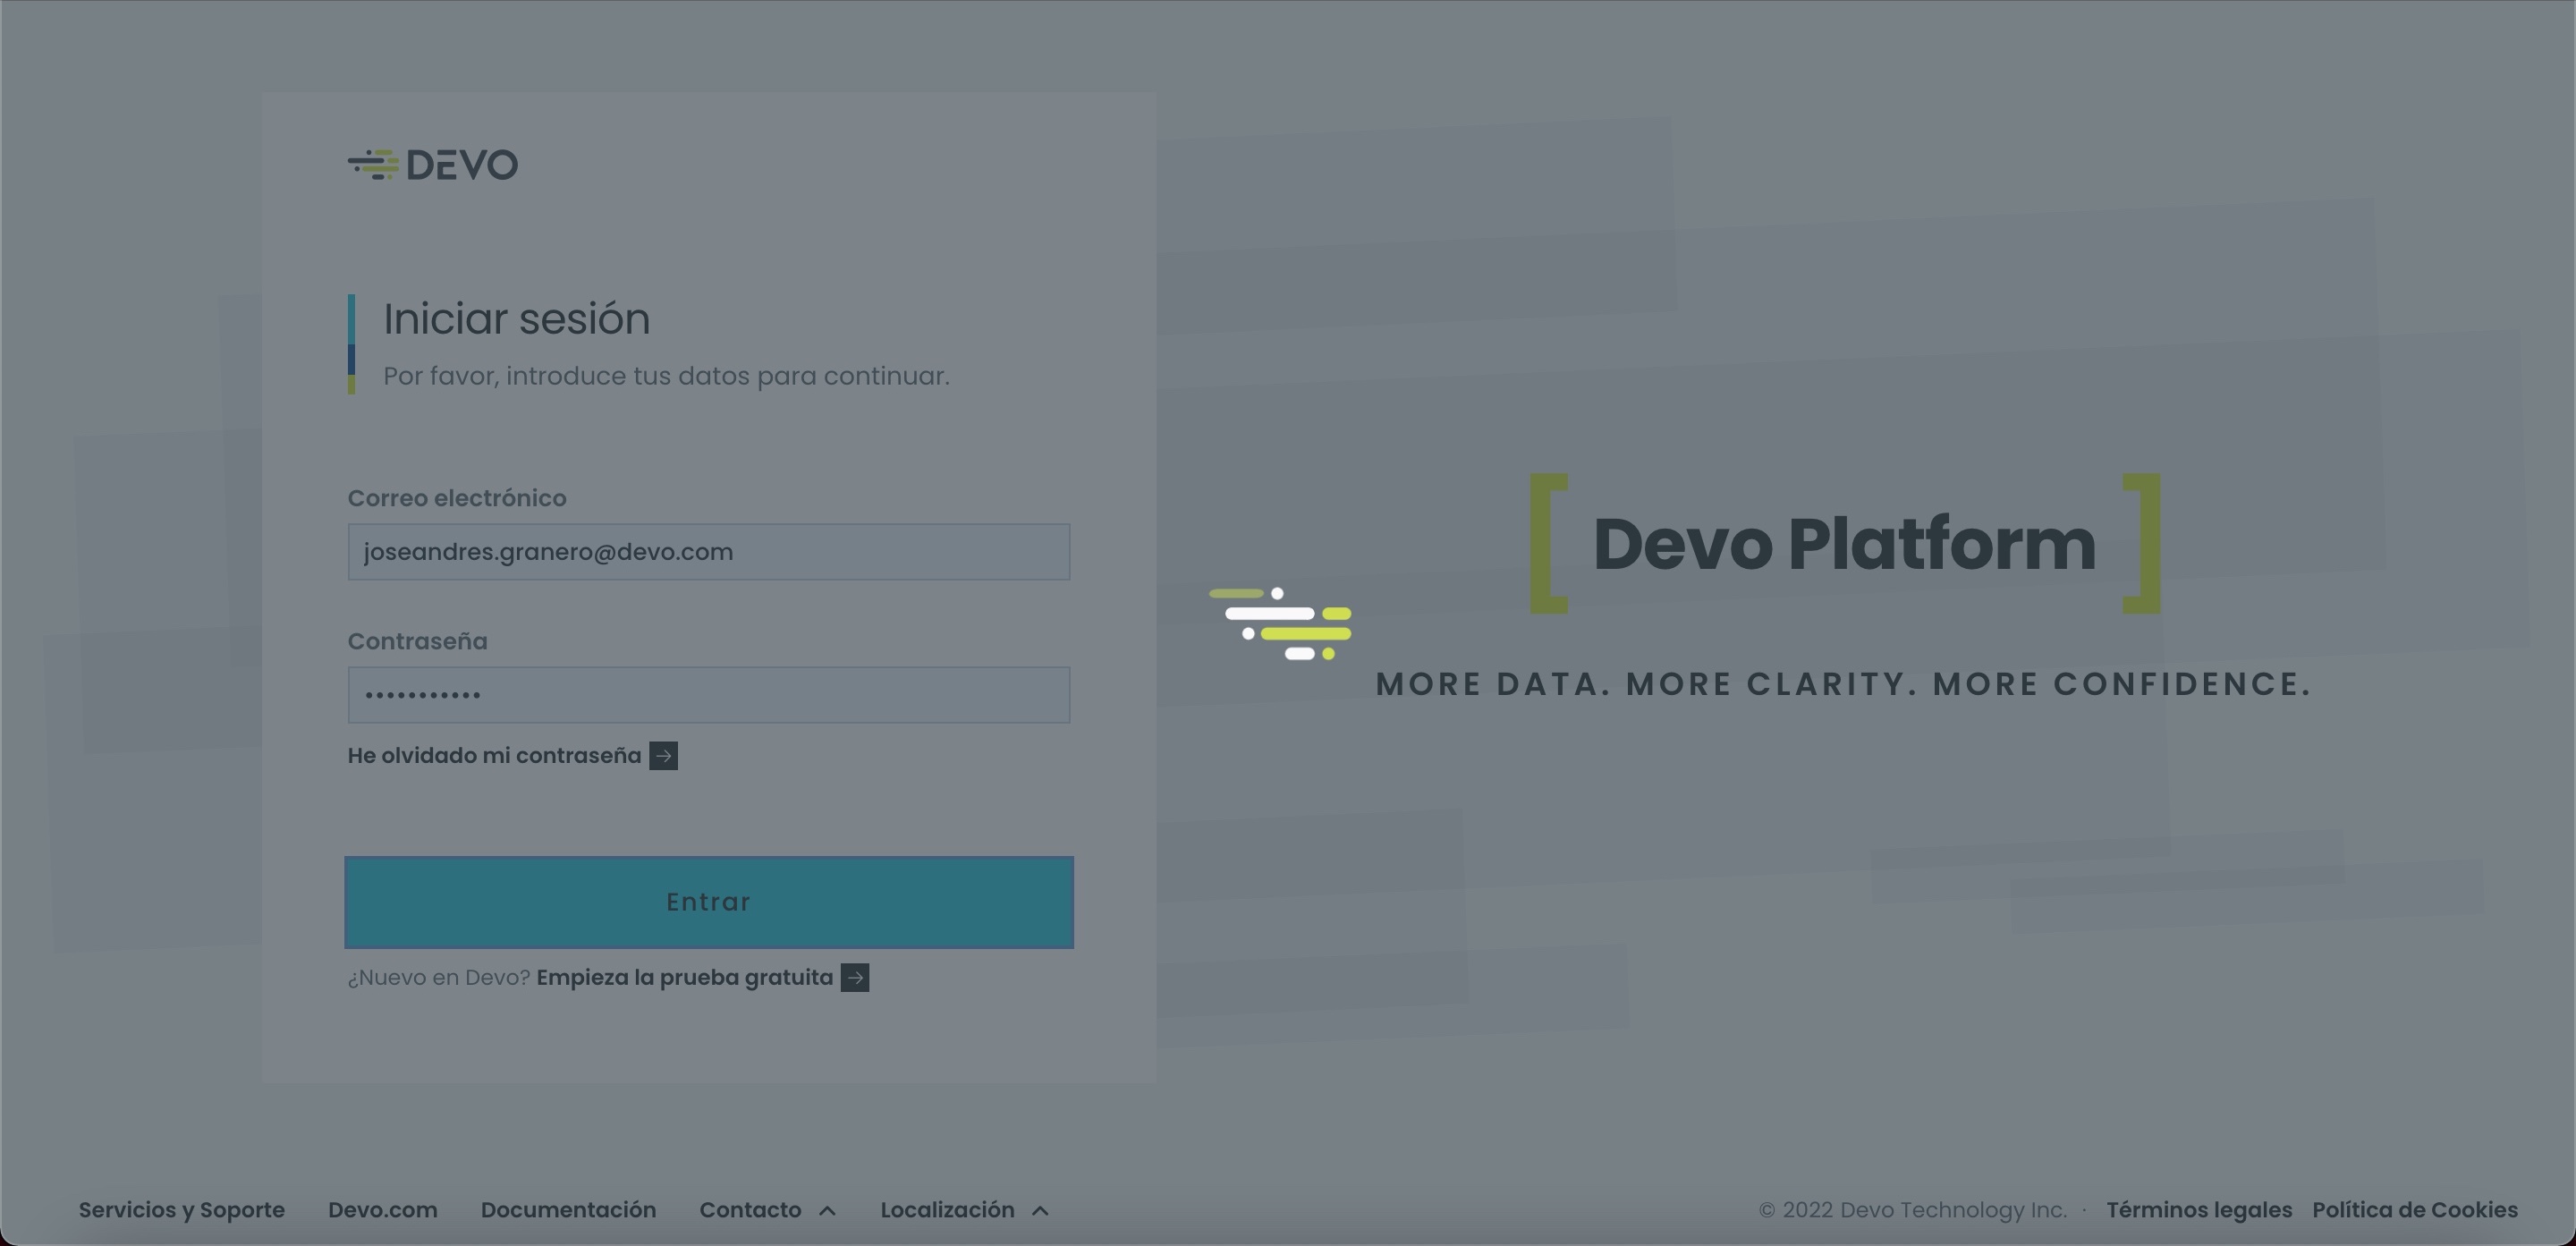 DEVO
Iniciar sesión
Por favor, introduce tus datos para continuar.
Correo electrónico
joseandres.granero@devo.com
Contraseña
•••••••••••
He olvidado mi contraseña
Entrar
¿Nuevo en Devo? Empieza la prueba gratuita
[ Devo Platform ]
MORE DATA. MORE CLARITY. MORE CONFIDENCE.
Servicios y Soporte Devo.com Documentación Contacto Localización © 2022 Devo Technology Inc. · Términos legales Política de Cookies